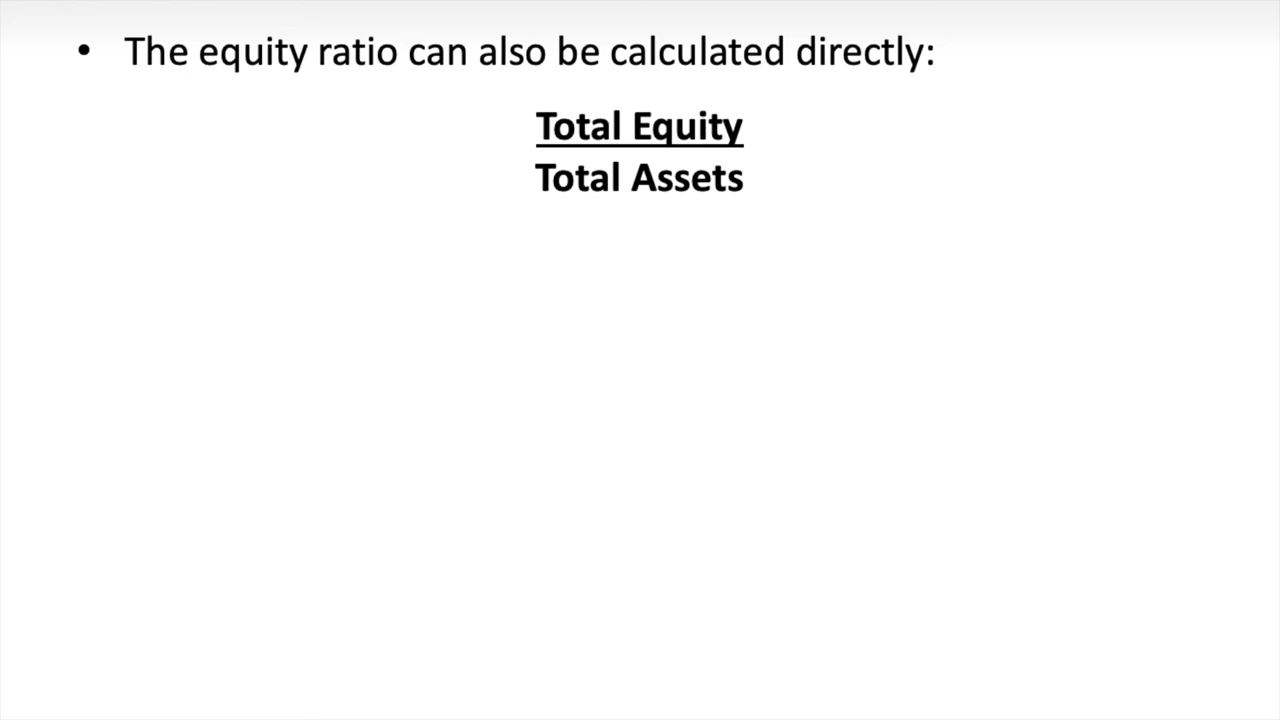 • The equity ratio can also be calculated directly:
Total Equity
Total Assets